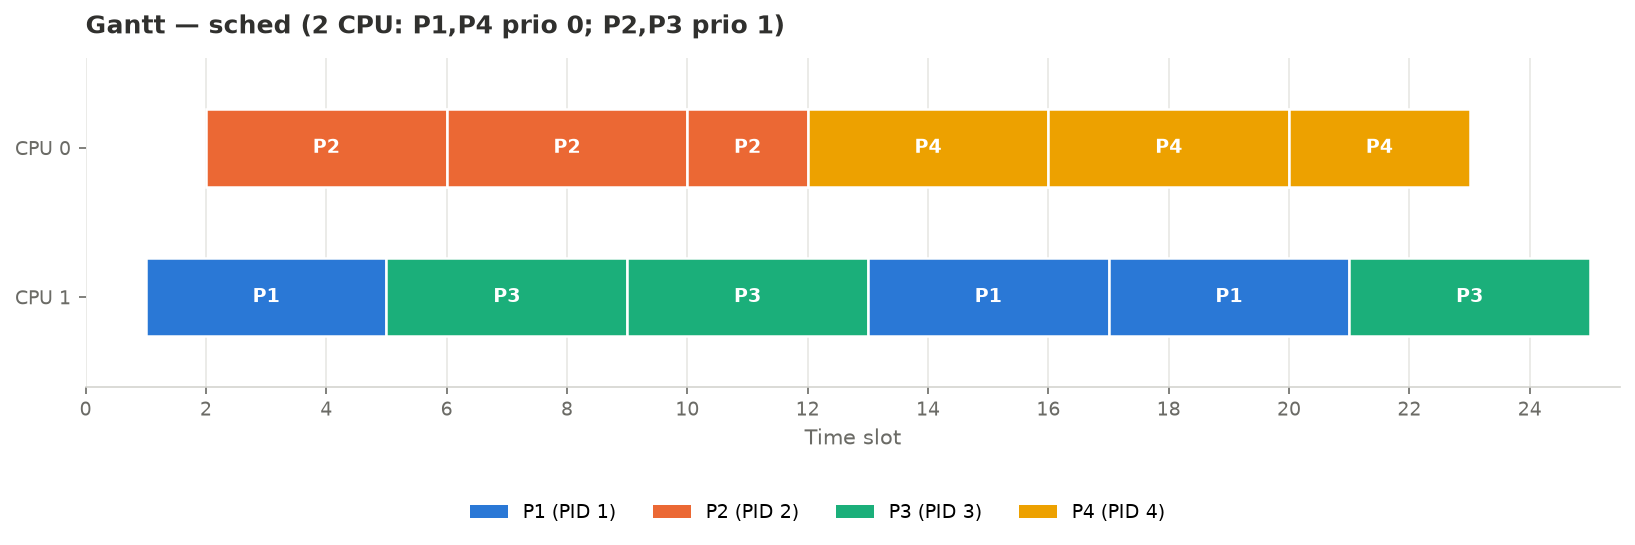 Gantt — sched (2 CPU: P1,P4 prio 0; P2,P3 prio 1)
CPU 0
P2 P2 P2 P4 P4 P4
CPU 1
P1 P3 P3 P1 P1 P3
0 2 4 6 8 10 12 14 16 18 20 22 24
Time slot
P1 (PID 1) P2 (PID 2) P3 (PID 3) P4 (PID 4)